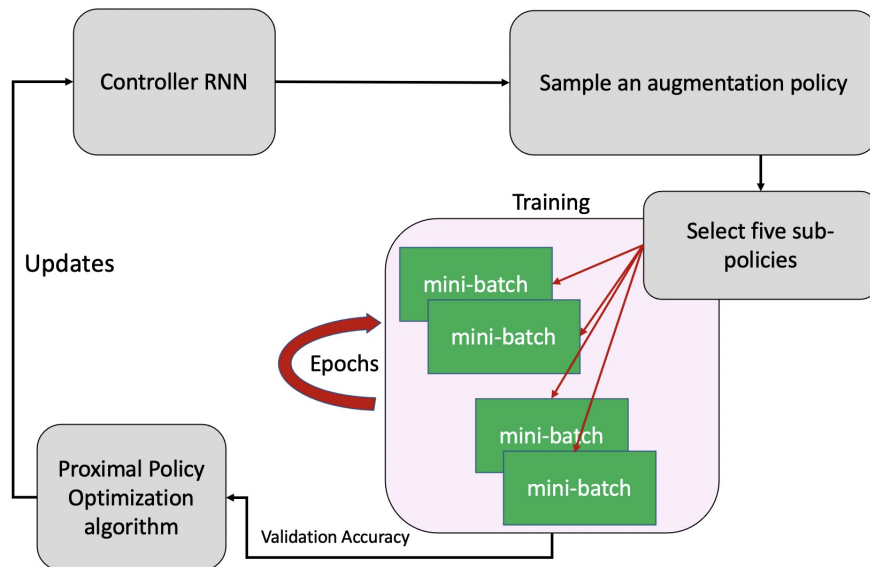 Controller RNN
Sample an augmentation policy
Training
Select five sub-
policies
mini-batch
mini-batch
Updates
Epochs
mini-batch
mini-batch
Proximal Policy
Optimization
algorithm
Validation Accuracy